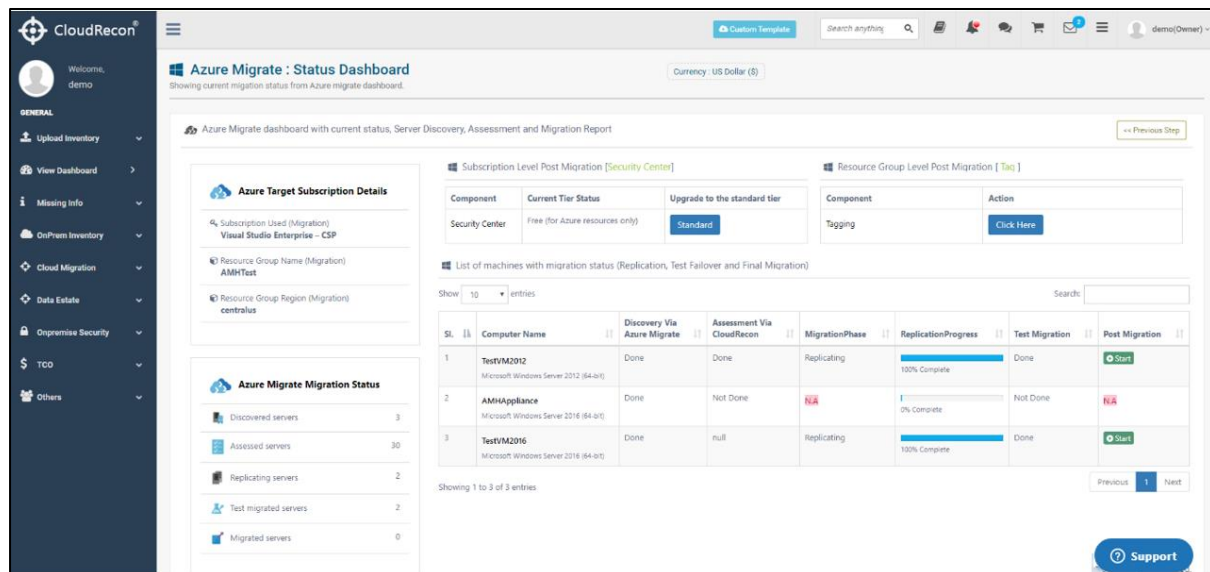 CloudRecon®
Custom Template
Search anything
2
demo(Owner)
Welcome,
demo
GENERAL
Upload Inventory
View Dashboard
Missing Info
OnPrem Inventory
Cloud Migration
Data Estate
Onpremise Security
TCO
Others
Azure Migrate : Status Dashboard
Showing current migation status from Azure migrate dashboard.
Currency : US Dollar ($)
Azure Migrate dashboard with current status, Server Discovery, Assessment and Migration Report
<< Previous Step
Azure Target Subscription Details
Subscription Used (Migration)
Visual Studio Enterprise – CSP
Resource Group Name (Migration)
AMHTest
Resource Group Region (Migration)
centralus
Azure Migrate Migration Status
Discovered servers 3
Assessed servers 30
Replicating servers 2
Test migrated servers 2
Migrated servers 0
Subscription Level Post Migration [Security Center]
Component Current Tier Status Upgrade to the standard tier
Security Center Free (for Azure resources only) Standard
Resource Group Level Post Migration [ Tag ]
Component Action
Tagging Click Here
List of machines with migration status (Replication, Test Failover and Final Migration)
Show 10 entries
Search:
Sl. Computer Name Discovery Via Azure Migrate Assessment Via CloudRecon MigrationPhase ReplicationProgress Test Migration Post Migration
1 TestVM2012 Done Done Replicating Done Start
Microsoft Windows Server 2012 (64-bit) 100% Complete
2 AMHAppliance Done Not Done N.A Not Done N.A
Microsoft Windows Server 2016 (64-bit) 0% Complete
3 TestVM2016 Done null Replicating Done Start
Microsoft Windows Server 2016 (64-bit) 100% Complete
Showing 1 to 3 of 3 entries
Previous 1 Next
Support